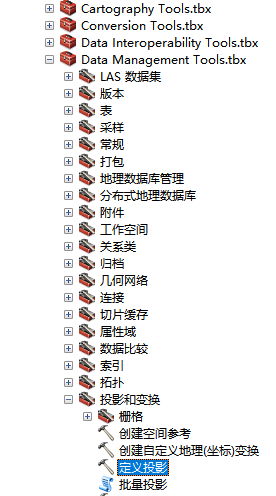 Cartography Tools.tbx
Conversion Tools.tbx
Data Interoperability Tools.tbx
Data Management Tools.tbx
LAS 数据集
版本
表
采样
常规
打包
地理数据库管理
分布式地理数据库
附件
工作空间
关系类
归档
几何网络
连接
切片缓存
属性域
数据比较
索引
拓扑
投影和变换
栅格
创建空间参考
创建自定义地理(坐标)变换
定义投影
批量投影